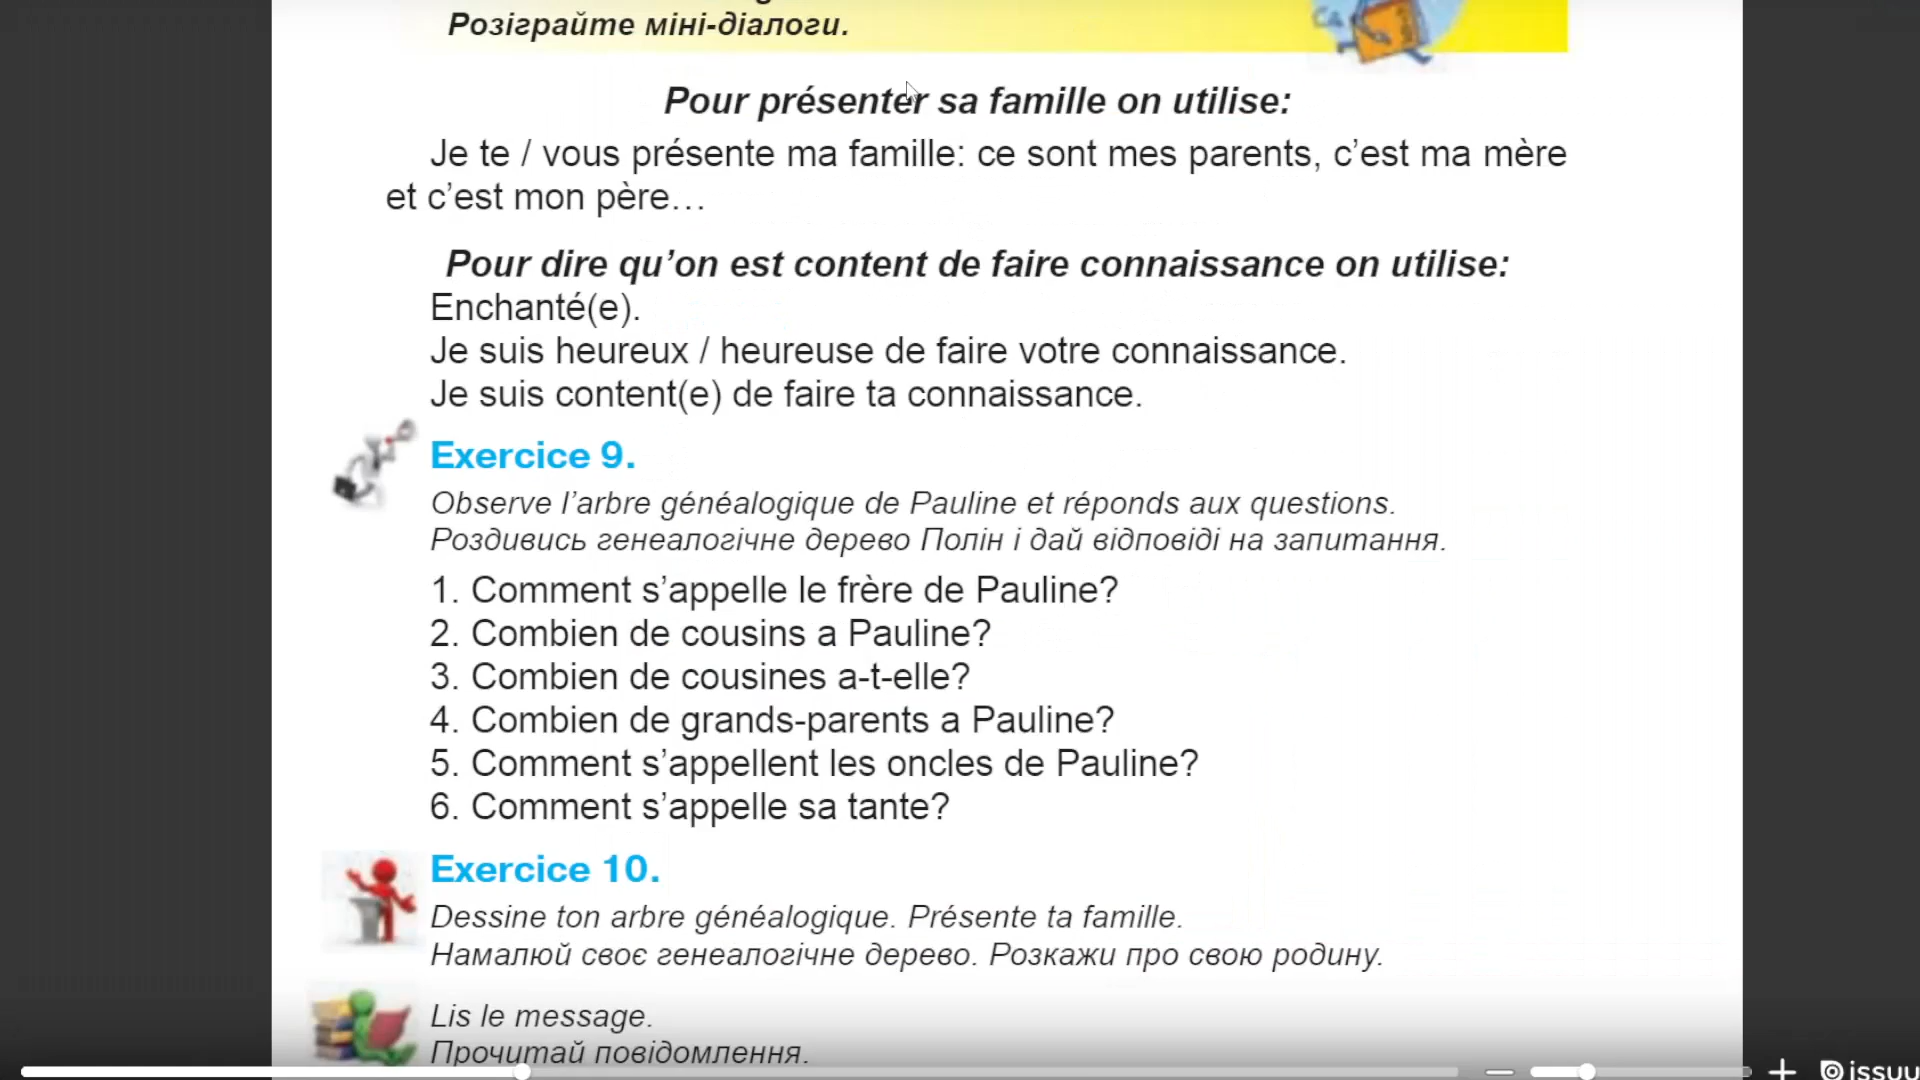 Розіграйте міні-діалоги.
Pour présenter sa famille on utilise:
Je te / vous présente ma famille: ce sont mes parents, c’est ma mère
et c’est mon père…
Pour dire qu’on est content de faire connaissance on utilise:
Enchanté(e).
Je suis heureux / heureuse de faire votre connaissance.
Je suis content(e) de faire ta connaissance.
Exercice 9.
Observe l’arbre généalogique de Pauline et réponds aux questions.
Роздивись генеалогічне дерево Полін і дай відповіді на запитання.
1. Comment s’appelle le frère de Pauline?
2. Combien de cousins a Pauline?
3. Combien de cousines a-t-elle?
4. Combien de grands-parents a Pauline?
5. Comment s’appellent les oncles de Pauline?
6. Comment s’appelle sa tante?
Exercice 10.
Dessine ton arbre généalogique. Présente ta famille.
Намалюй своє генеалогічне дерево. Розкажи про свою родину.
Lis le message.
Прочитай повідомлення.
issuu